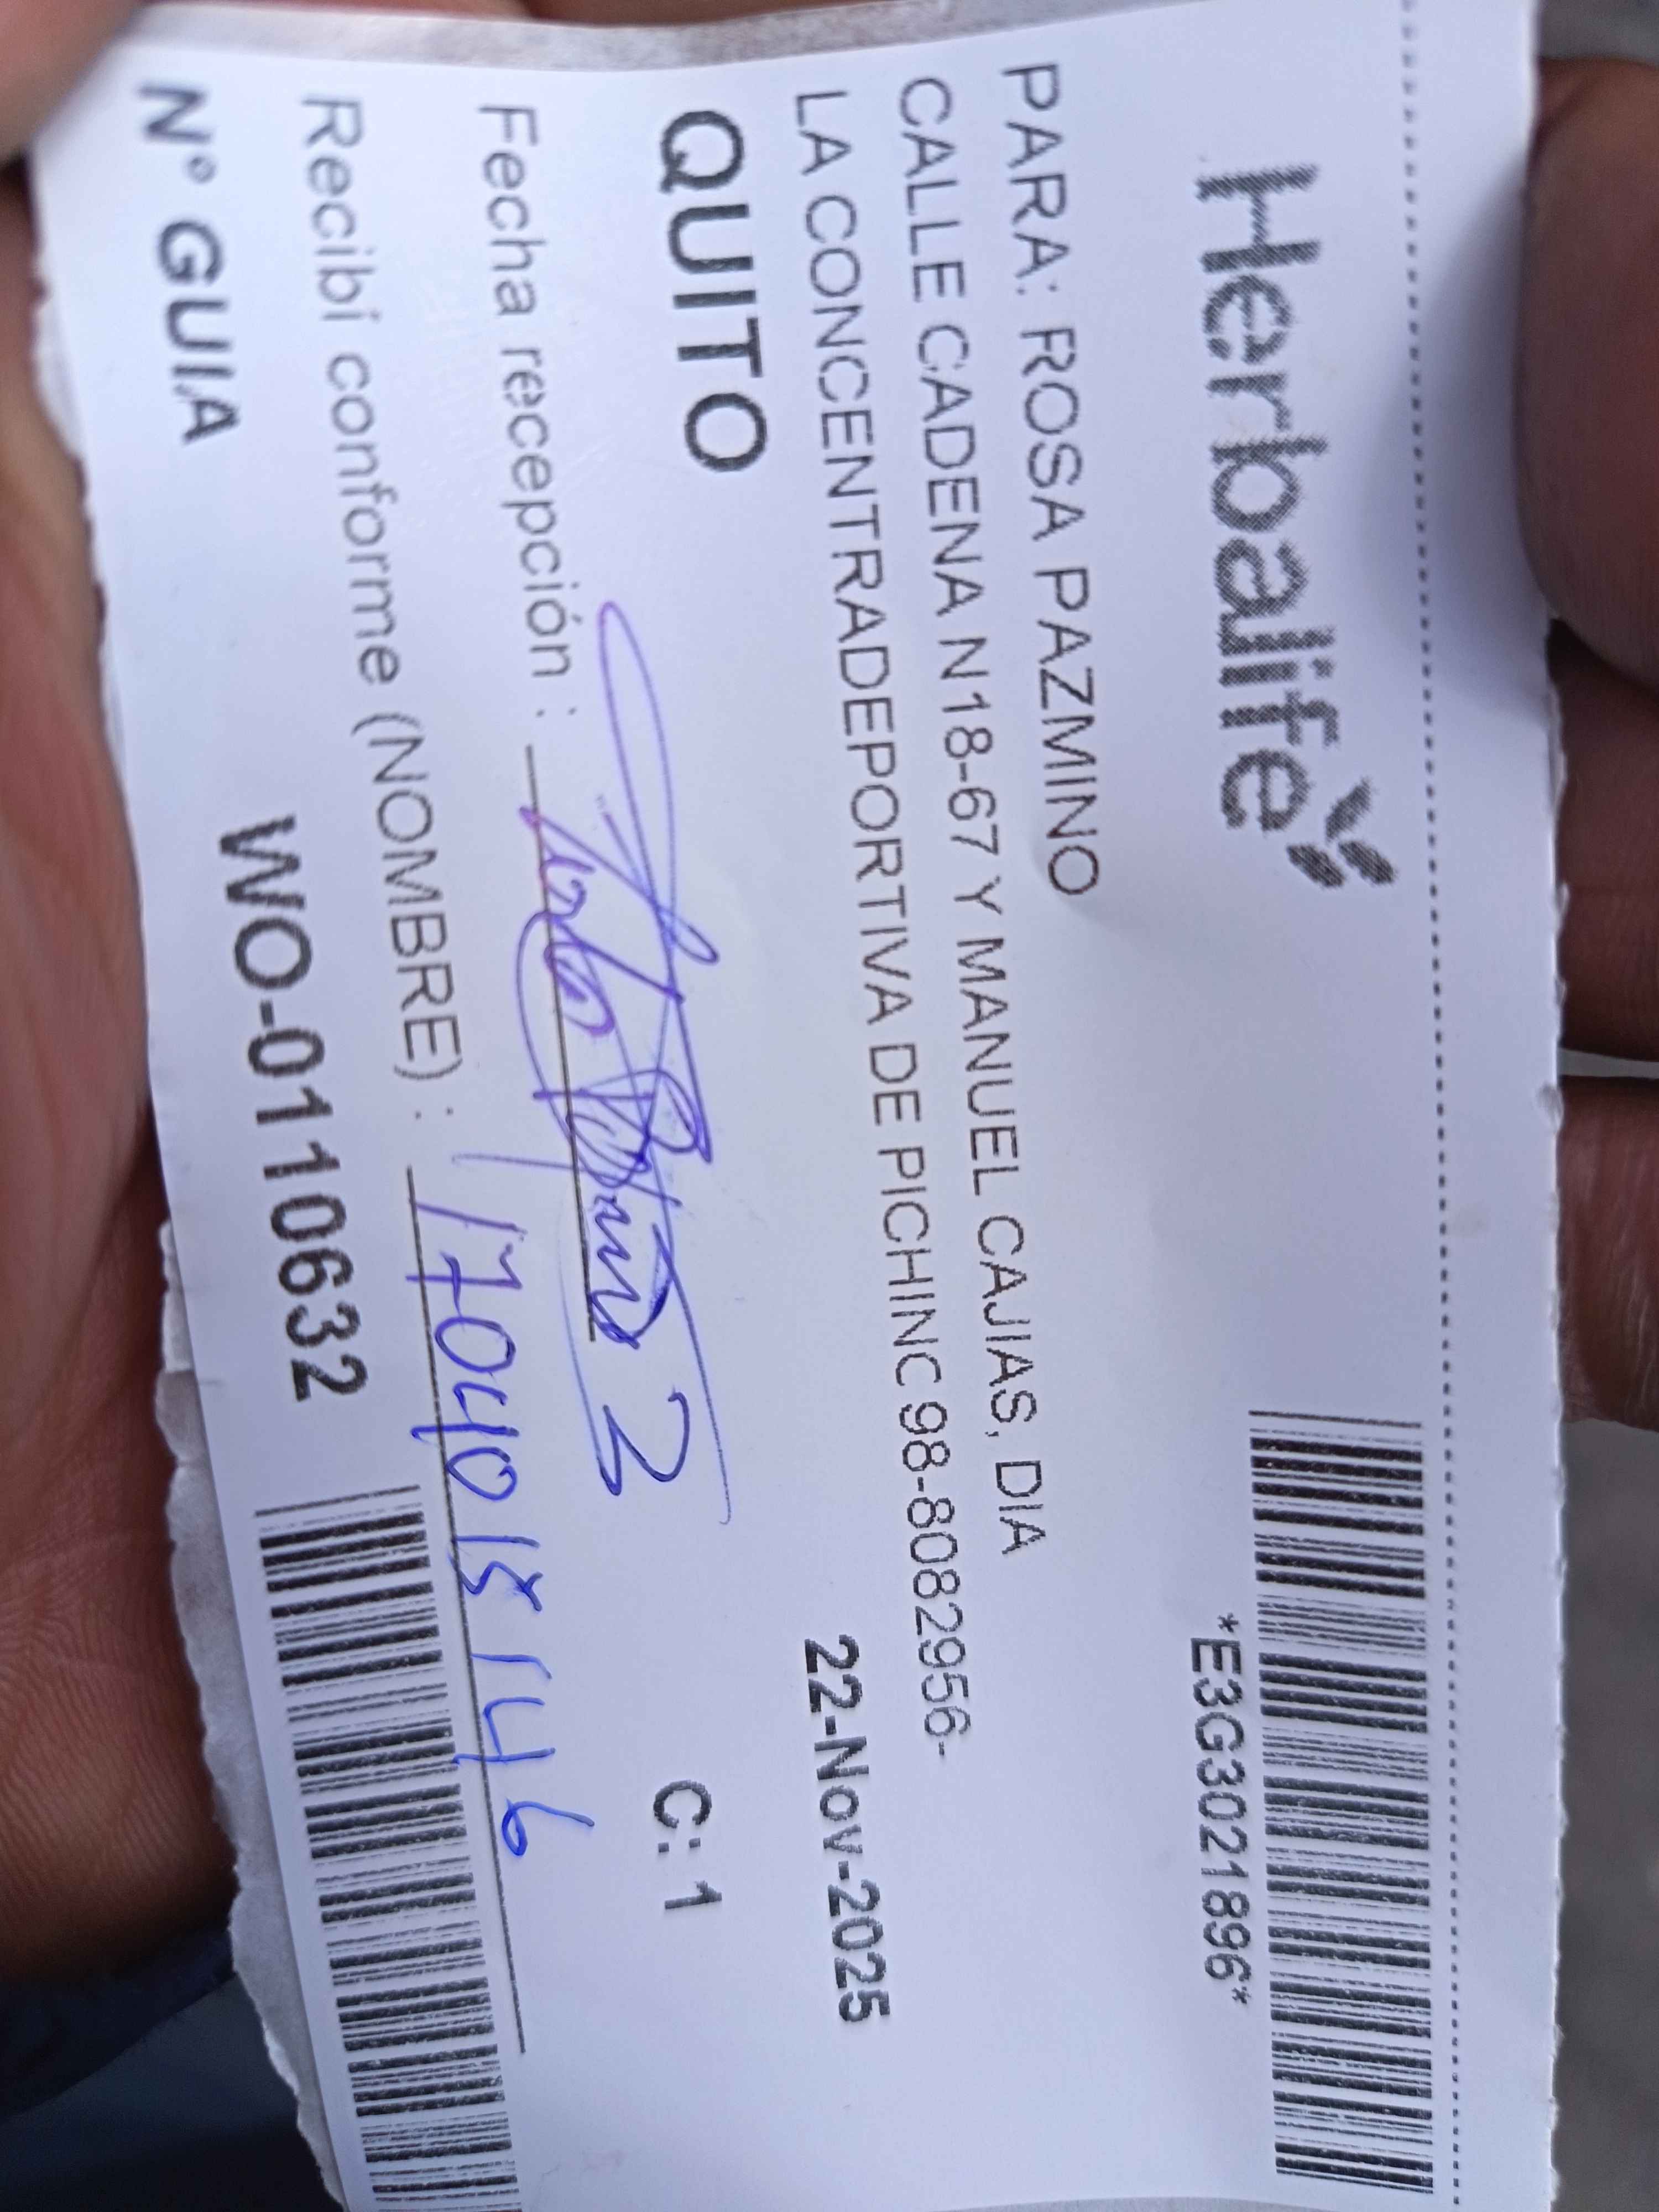 Herbalife
*E3G3021896*
PARA: ROSA PAZMINO
CALLE CADENA N18-67 Y MANUEL CAJIAS, DIA
LA CONCENTRADEPORTIVA DE PICHINC 98-8082956-
22-Nov-2025
QUITO
C: 1
Fecha recepción :
Recibí conforme (NOMBRE) : 1704015146
N° GUIA WO-0110632